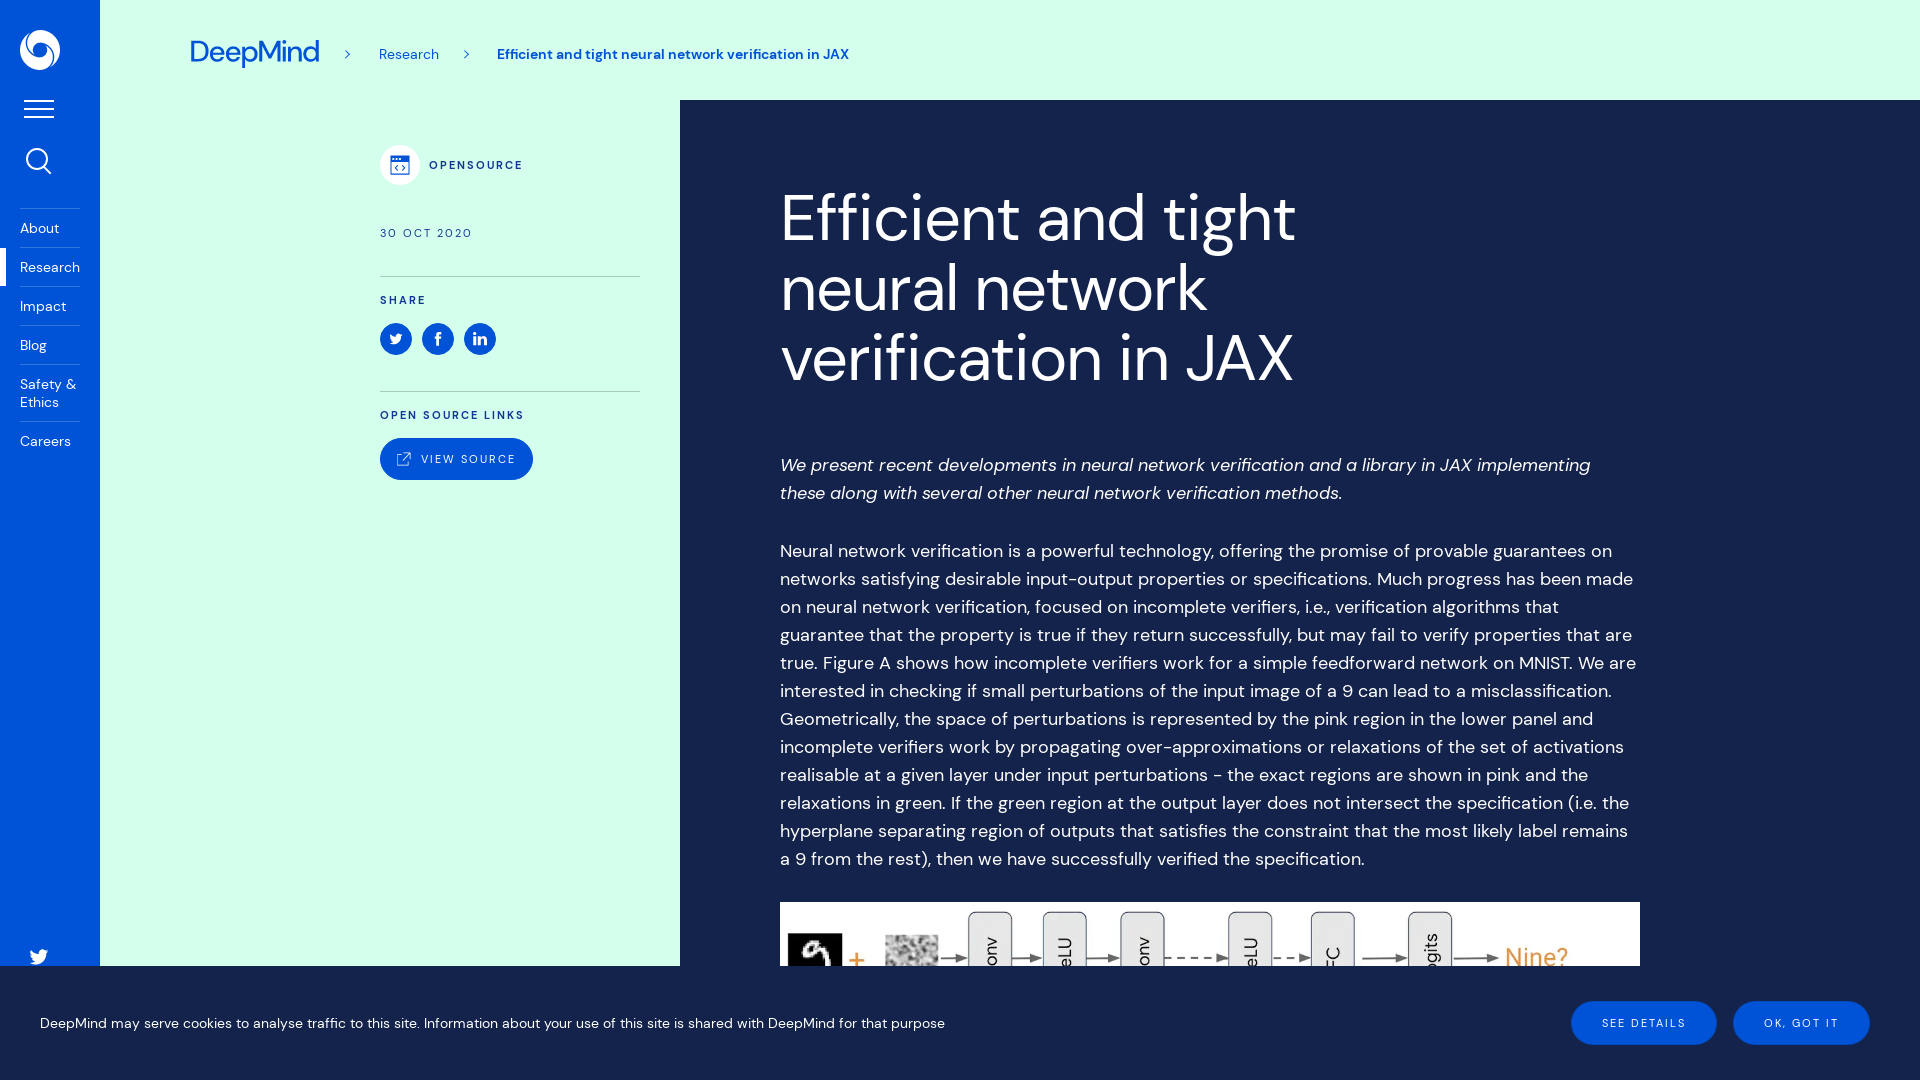 DeepMind
Research
Efficient and tight neural network verification in JAX
About
Research
Impact
Blog
Safety &
Ethics
Careers
OPENSOURCE
30 OCT 2020
SHARE
OPEN SOURCE LINKS
VIEW SOURCE
Efficient and tight
neural network
verification in JAX
We present recent developments in neural network verification and a library in JAX implementing
these along with several other neural network verification methods.
Neural network verification is a powerful technology, offering the promise of provable guarantees on
networks satisfying desirable input-output properties or specifications. Much progress has been made
on neural network verification, focused on incomplete verifiers, i.e., verification algorithms that
guarantee that the property is true if they return successfully, but may fail to verify properties that are
true. Figure A shows how incomplete verifiers work for a simple feedforward network on MNIST. We are
interested in checking if small perturbations of the input image of a 9 can lead to a misclassification.
Geometrically, the space of perturbations is represented by the pink region in the lower panel and
incomplete verifiers work by propagating over-approximations or relaxations of the set of activations
realisable at a given layer under input perturbations - the exact regions are shown in pink and the
relaxations in green. If the green region at the output layer does not intersect the specification (i.e. the
hyperplane separating region of outputs that satisfies the constraint that the most likely label remains
a 9 from the rest), then we have successfully verified the specification.
+
Nine?
DeepMind may serve cookies to analyse traffic to this site. Information about your use of this site is shared with DeepMind for that purpose
SEE DETAILS
OK, GOT IT